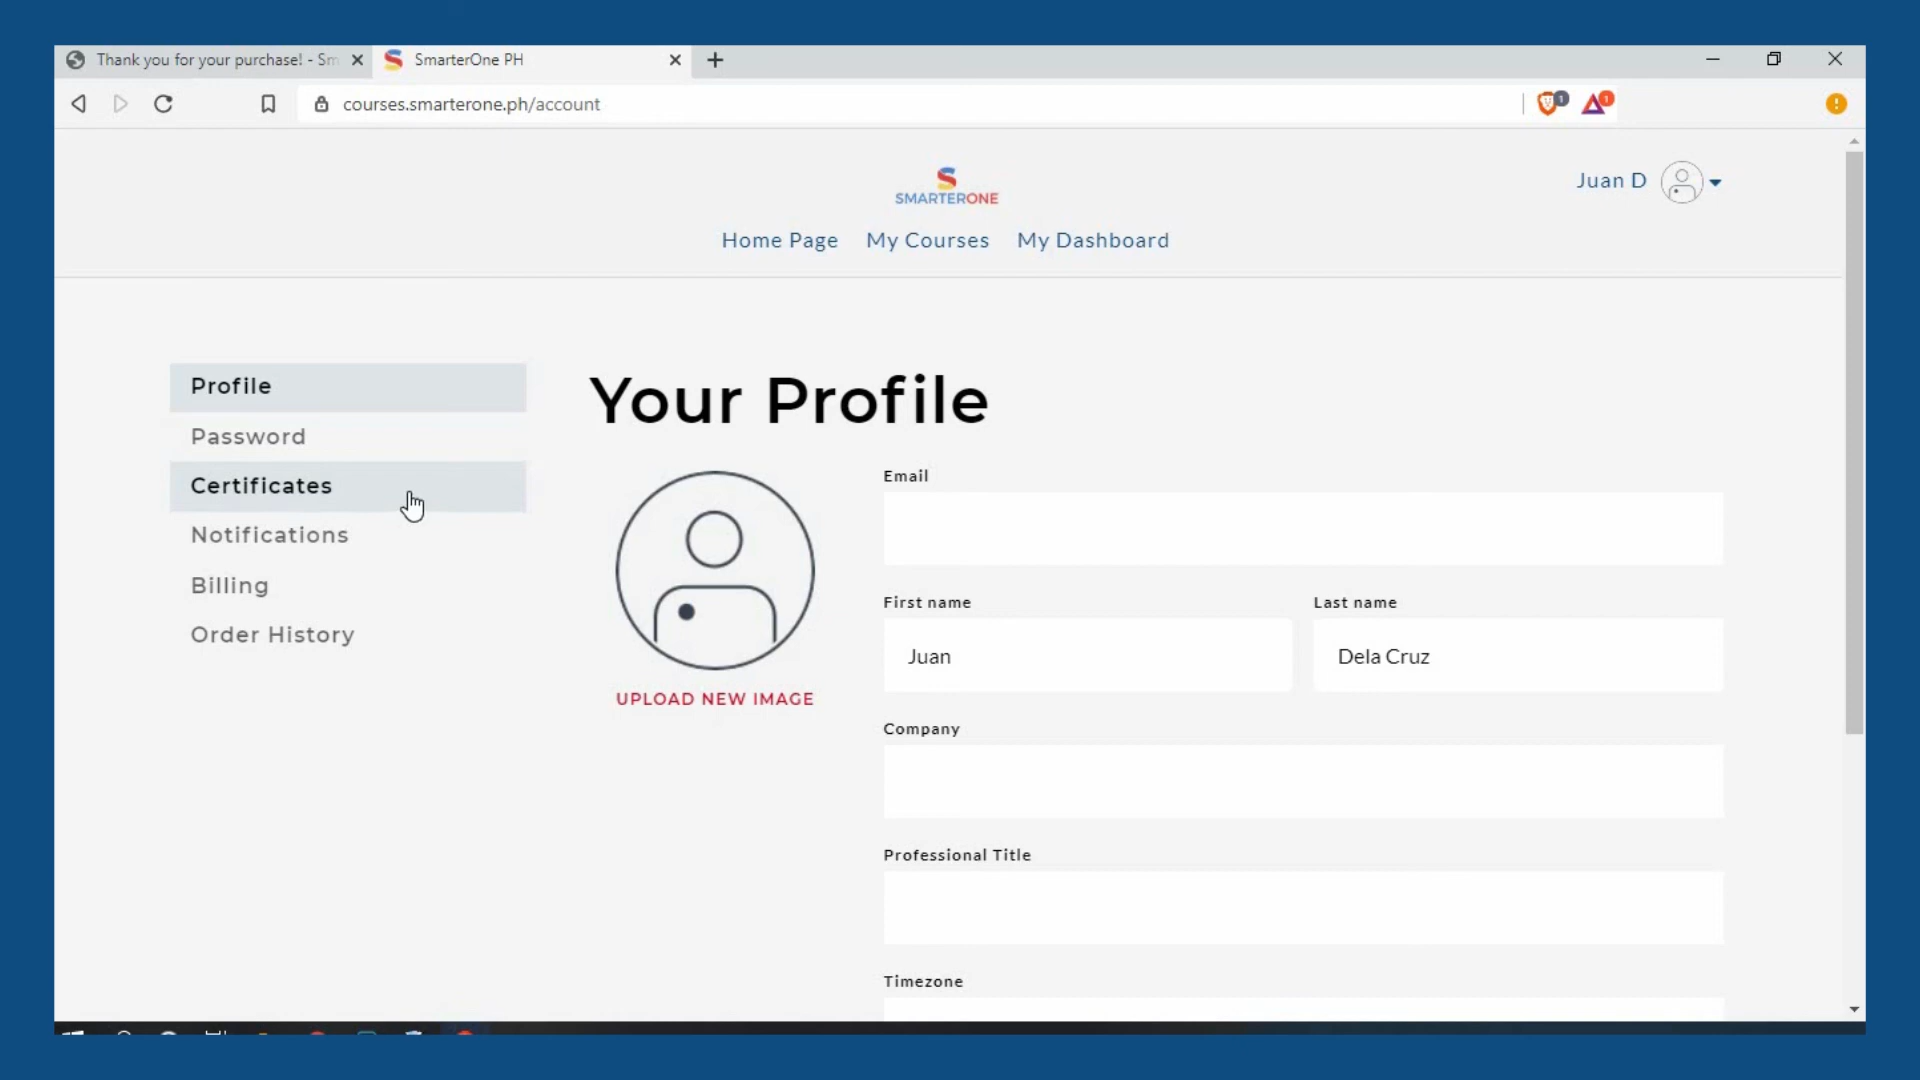 Thank you for your purchase! - Sm
SmarterOne PH
courses.smarterone.ph/account
1
1
S
SMARTERONE
Juan D
Home Page
My Courses
My Dashboard
Profile
Password
Certificates
Notifications
Billing
Order History
Your Profile
UPLOAD NEW IMAGE
Email
First name
Last name
Juan
Dela Cruz
Company
Professional Title
Timezone